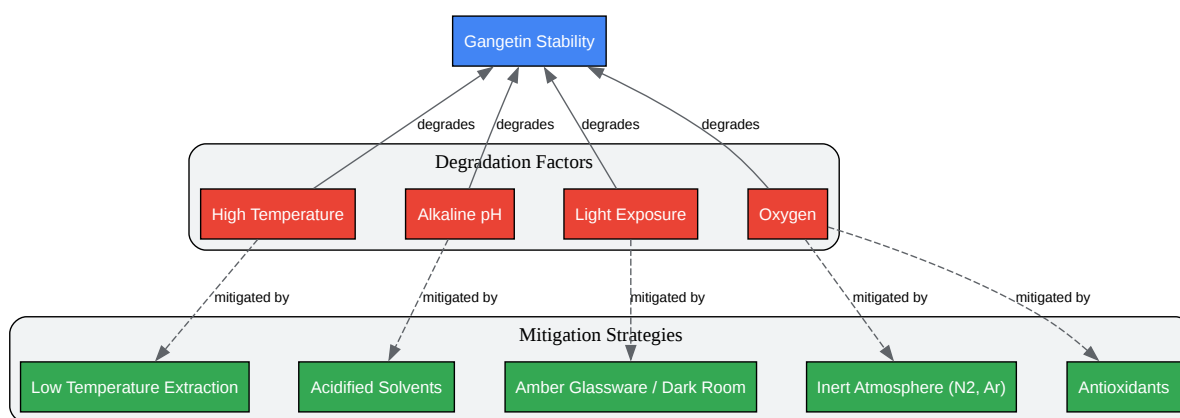 Gangetin Stability
degrades
degrades
degrades
degrades
Degradation Factors
High Temperature
Alkaline pH
Light Exposure
Oxygen
mitigated by
mitigated by
mitigated by
mitigated by
mitigated by
Mitigation Strategies
Low Temperature Extraction
Acidified Solvents
Amber Glassware / Dark Room
Inert Atmosphere (N2, Ar)
Antioxidants